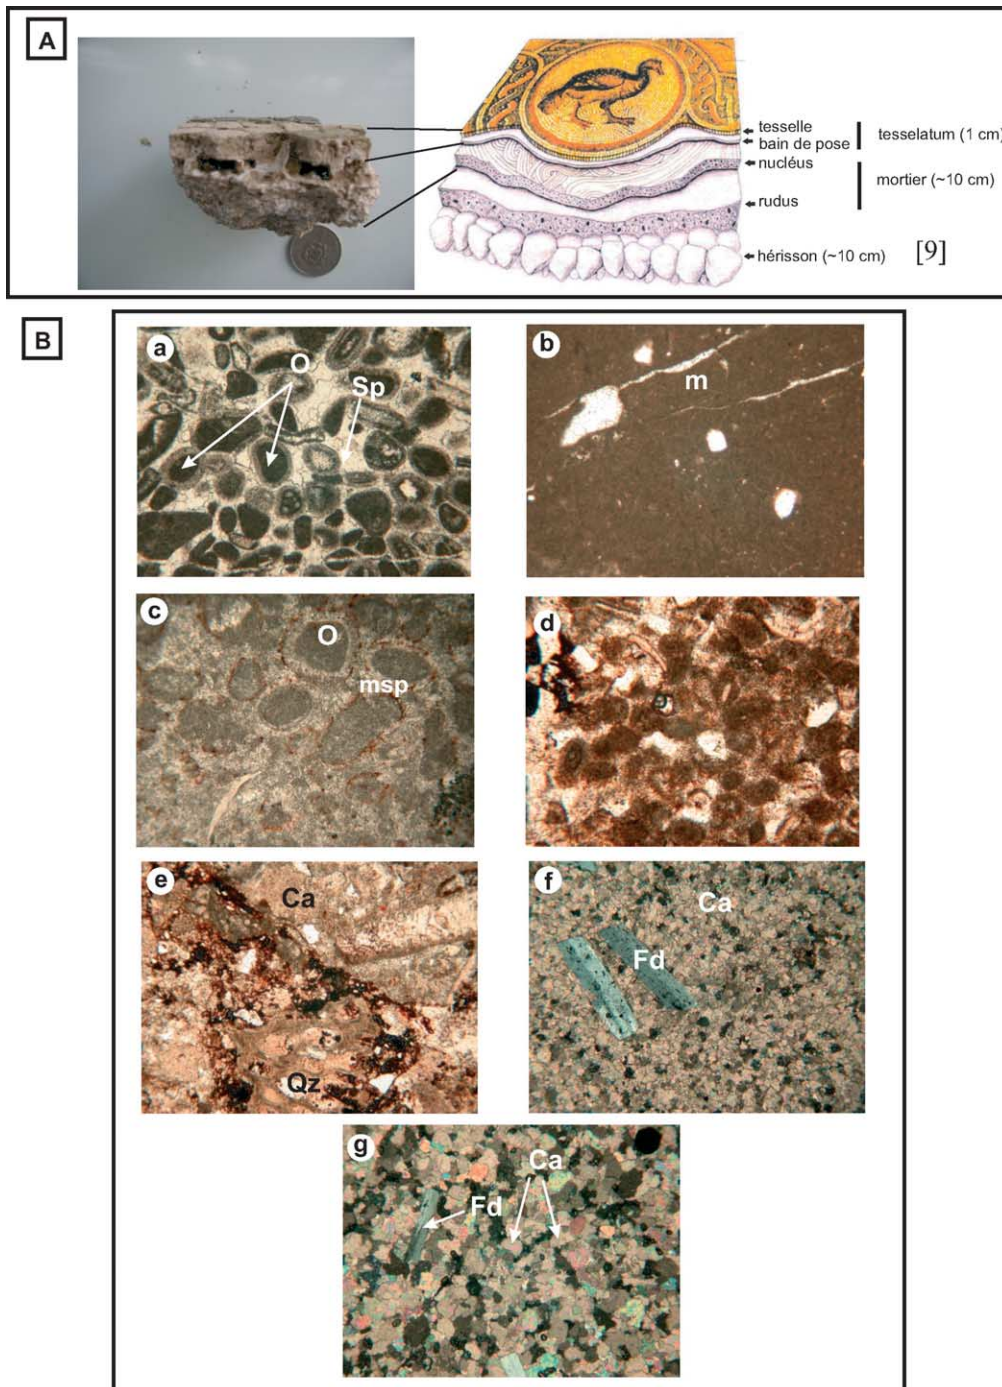 A
tesselle
bain de pose
tesselatum (1 cm)
nucléus
mortier (~10 cm)
rudus
hérisson (~10 cm)
[9]
B
a
O
Sp
b
m
c
O
msp
d
e
Ca
Qz
f
Ca
Fd
g
Ca
Fd